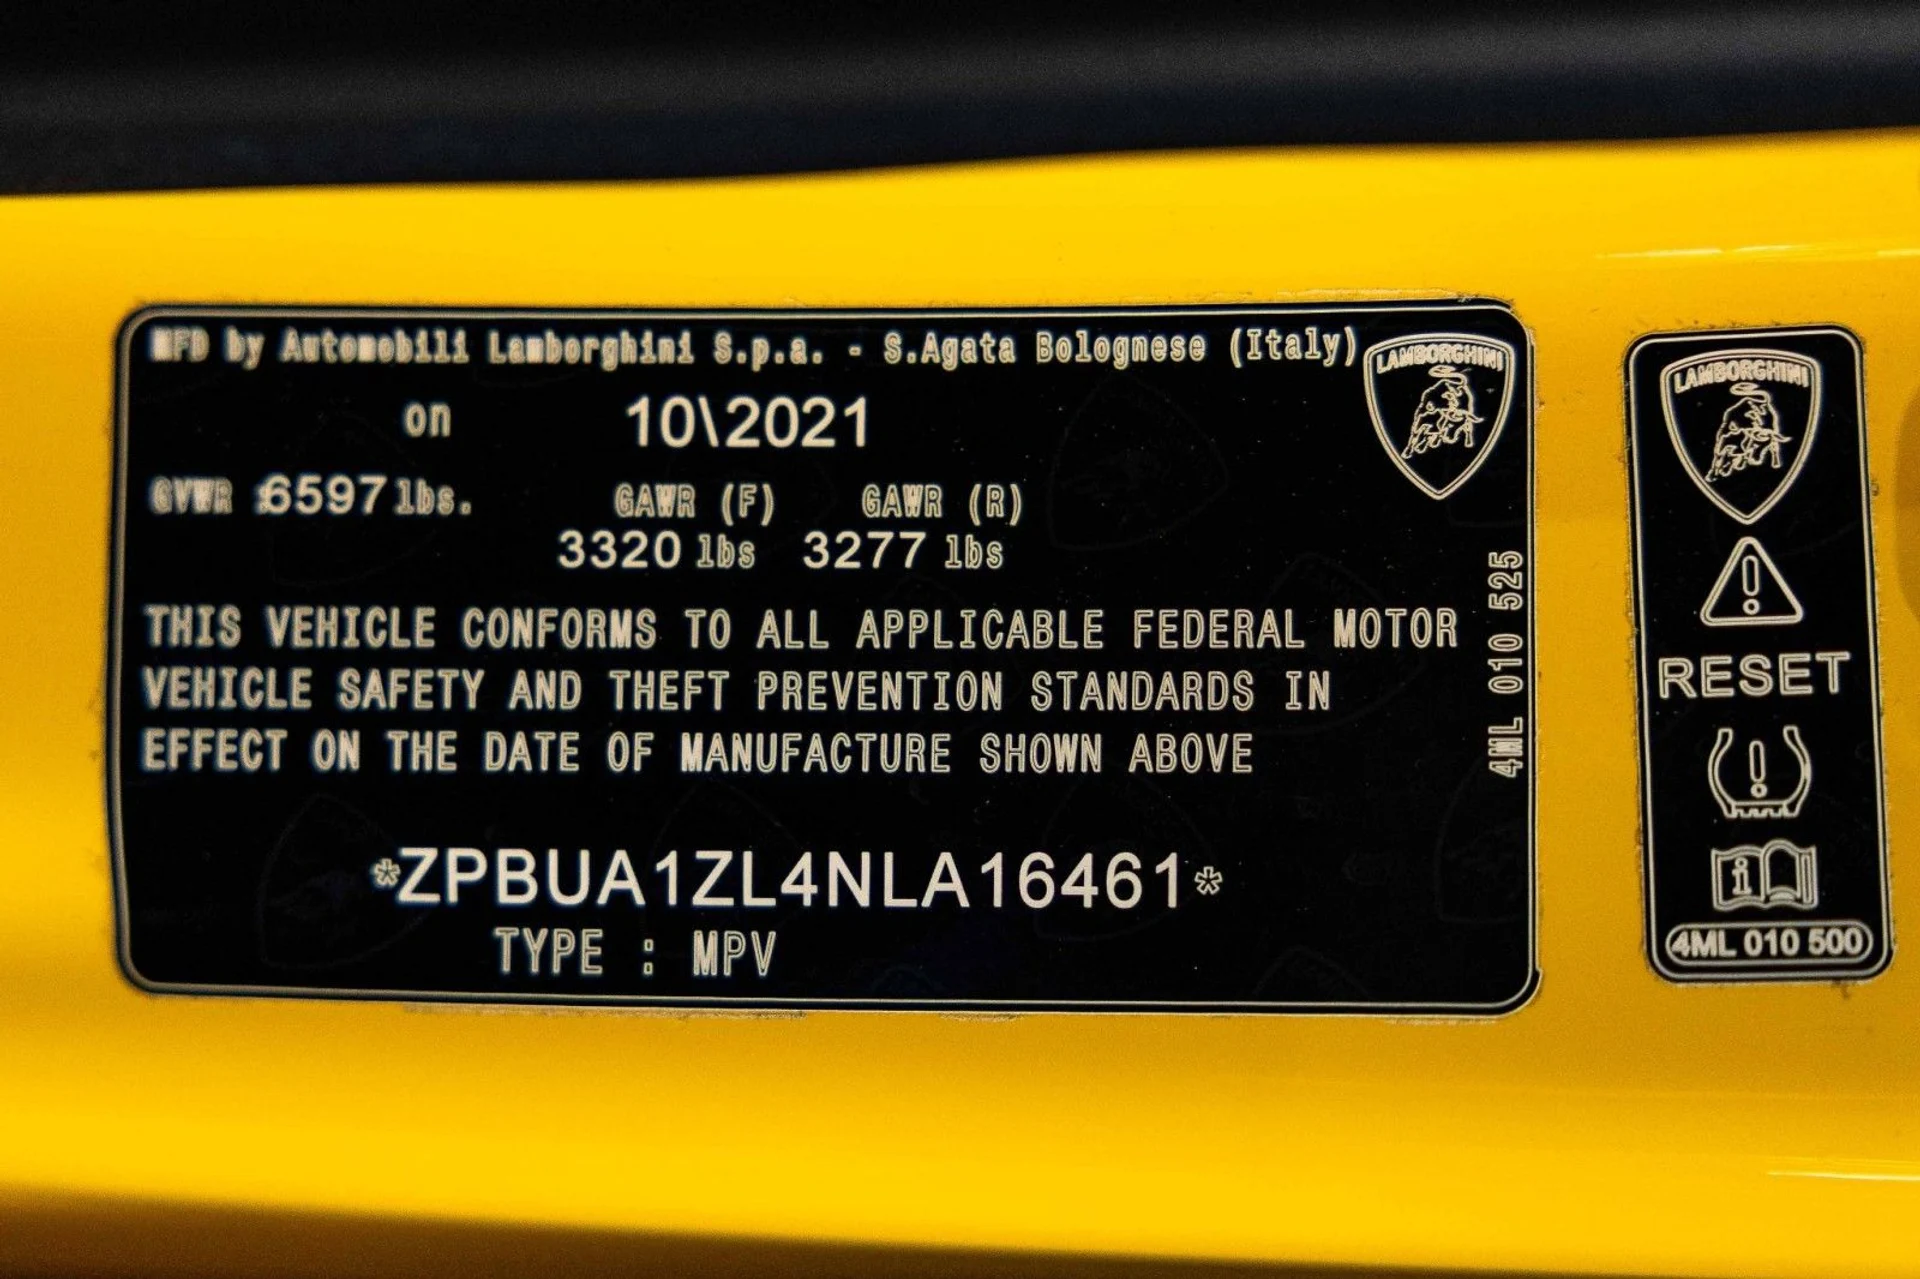 MFD by Automobili Lamborghini S.p.a. - S.Agata Bolognese (Italy)
LAMBORGHINI
on 10\2021
GVWR :6597 lbs. GAWR (F) GAWR (R)
3320 lbs 3277 lbs
THIS VEHICLE CONFORMS TO ALL APPLICABLE FEDERAL MOTOR
VEHICLE SAFETY AND THEFT PREVENTION STANDARDS IN
EFFECT ON THE DATE OF MANUFACTURE SHOWN ABOVE
*ZPBUA1ZL4NLA16461*
TYPE : MPV
4ML 010 525
LAMBORGHINI
RESET
i
4ML 010 500